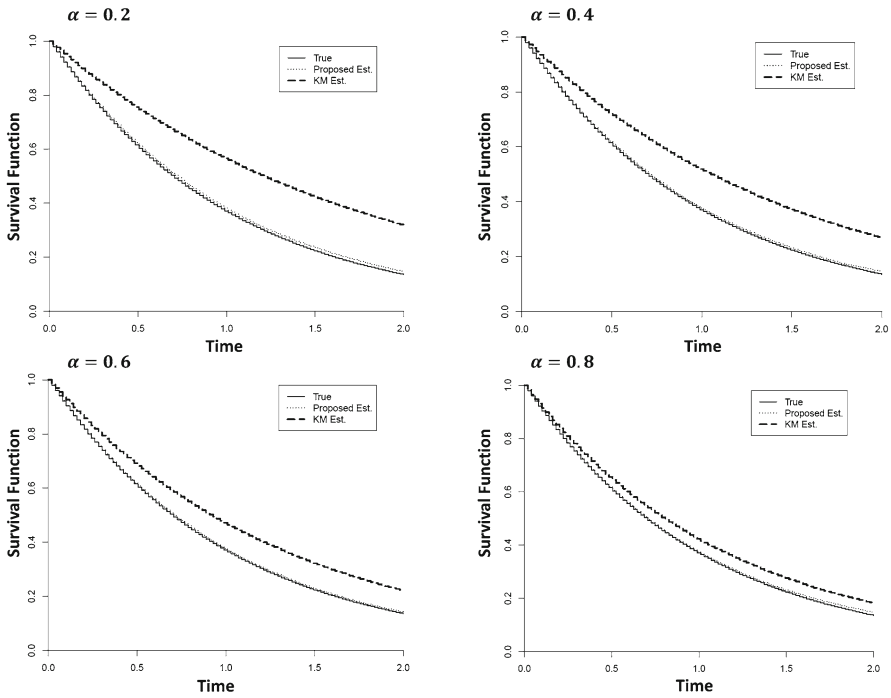 α = 0.2
Survival Function
0.0 0.2 0.4 0.6 0.8 1.0
True
Proposed Est.
KM Est.
0.0 0.5 1.0 1.5 2.0
Time
α = 0.4
Survival Function
0.0 0.2 0.4 0.6 0.8 1.0
True
Proposed Est.
KM Est.
0.0 0.5 1.0 1.5 2.0
Time
α = 0.6
Survival Function
0.0 0.2 0.4 0.6 0.8 1.0
True
Proposed Est.
KM Est.
0.0 0.5 1.0 1.5 2.0
Time
α = 0.8
Survival Function
0.0 0.2 0.4 0.6 0.8 1.0
True
Proposed Est.
KM Est.
0.0 0.5 1.0 1.5 2.0
Time